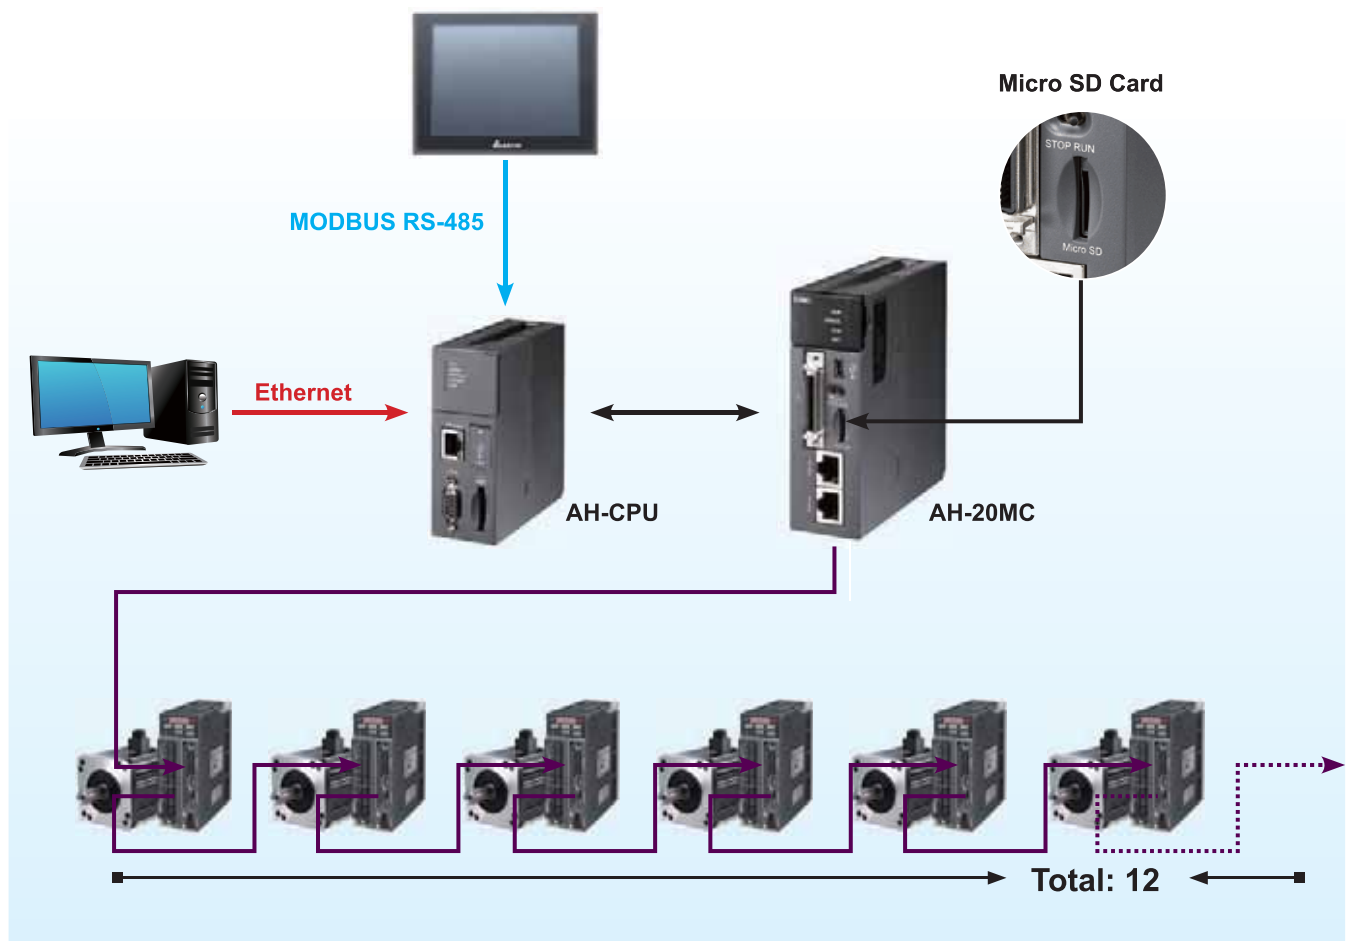 Micro SD Card
STOP RUN
Micro SD
MODBUS RS-485
Ethernet
AH-CPU
AH-20MC
Total: 12